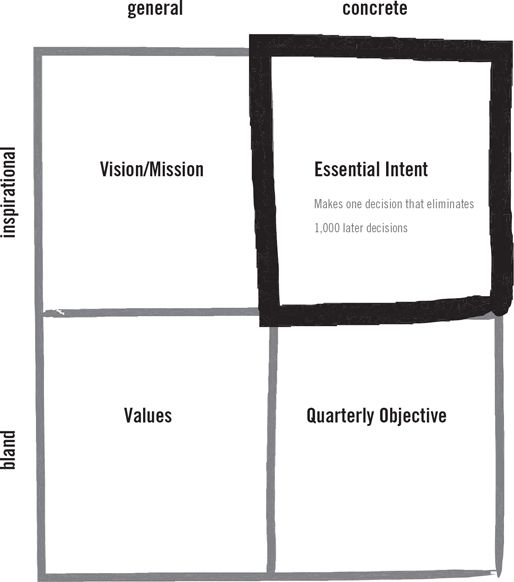 general
concrete
inspirational
Vision/Mission
Essential Intent
Makes one decision that eliminates
1,000 later decisions
bland
Values
Quarterly Objective